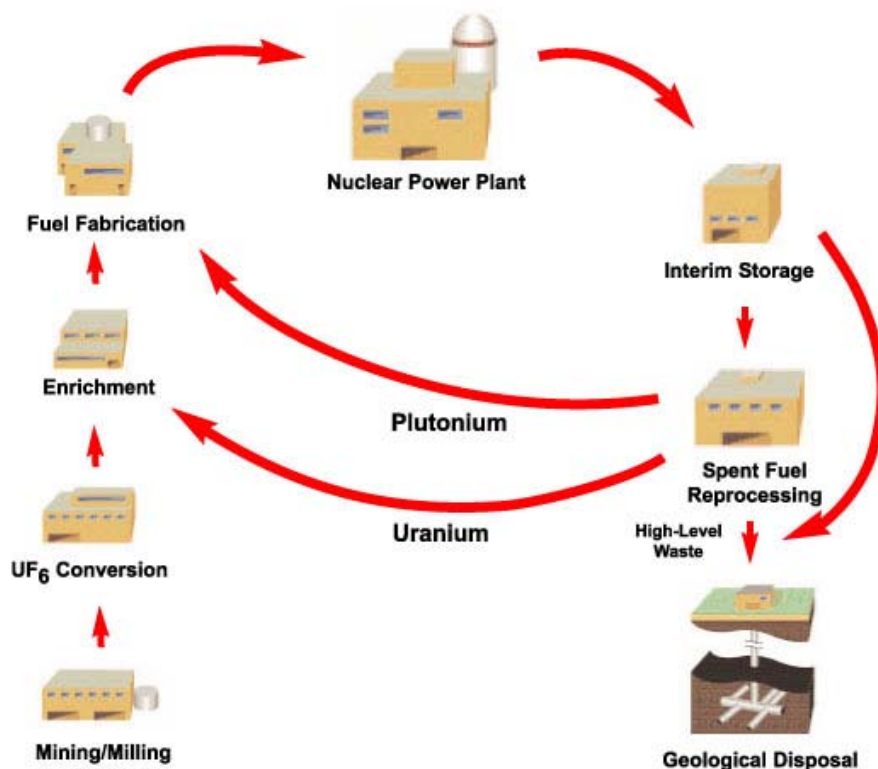 Nuclear Power Plant
Fuel Fabrication
Interim Storage
Enrichment
Plutonium
Spent Fuel
Reprocessing
Uranium
High-Level
Waste
UF6 Conversion
Mining/Milling
Geological Disposal